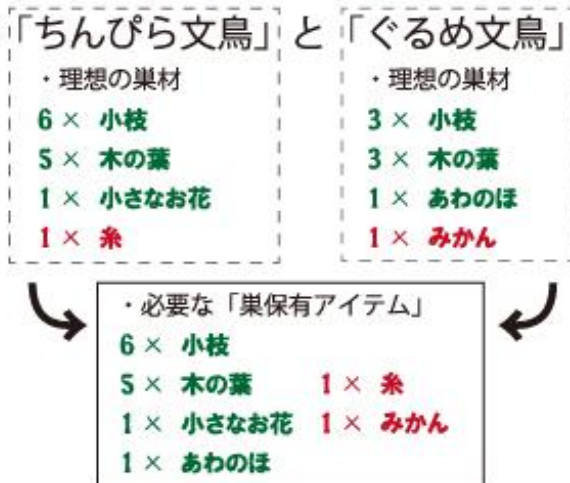 「ちんぴら文鳥」と「ぐるめ文鳥」
・理想の巣材
6 × 小枝
5 × 木の葉
1 × 小さなお花
1 × 糸
・理想の巣材
3 × 小枝
3 × 木の葉
1 × あわのほ
1 × みかん
・必要な「巣保有アイテム」
6 × 小枝
5 × 木の葉 1 × 糸
1 × 小さなお花 1 × みかん
1 × あわのほ